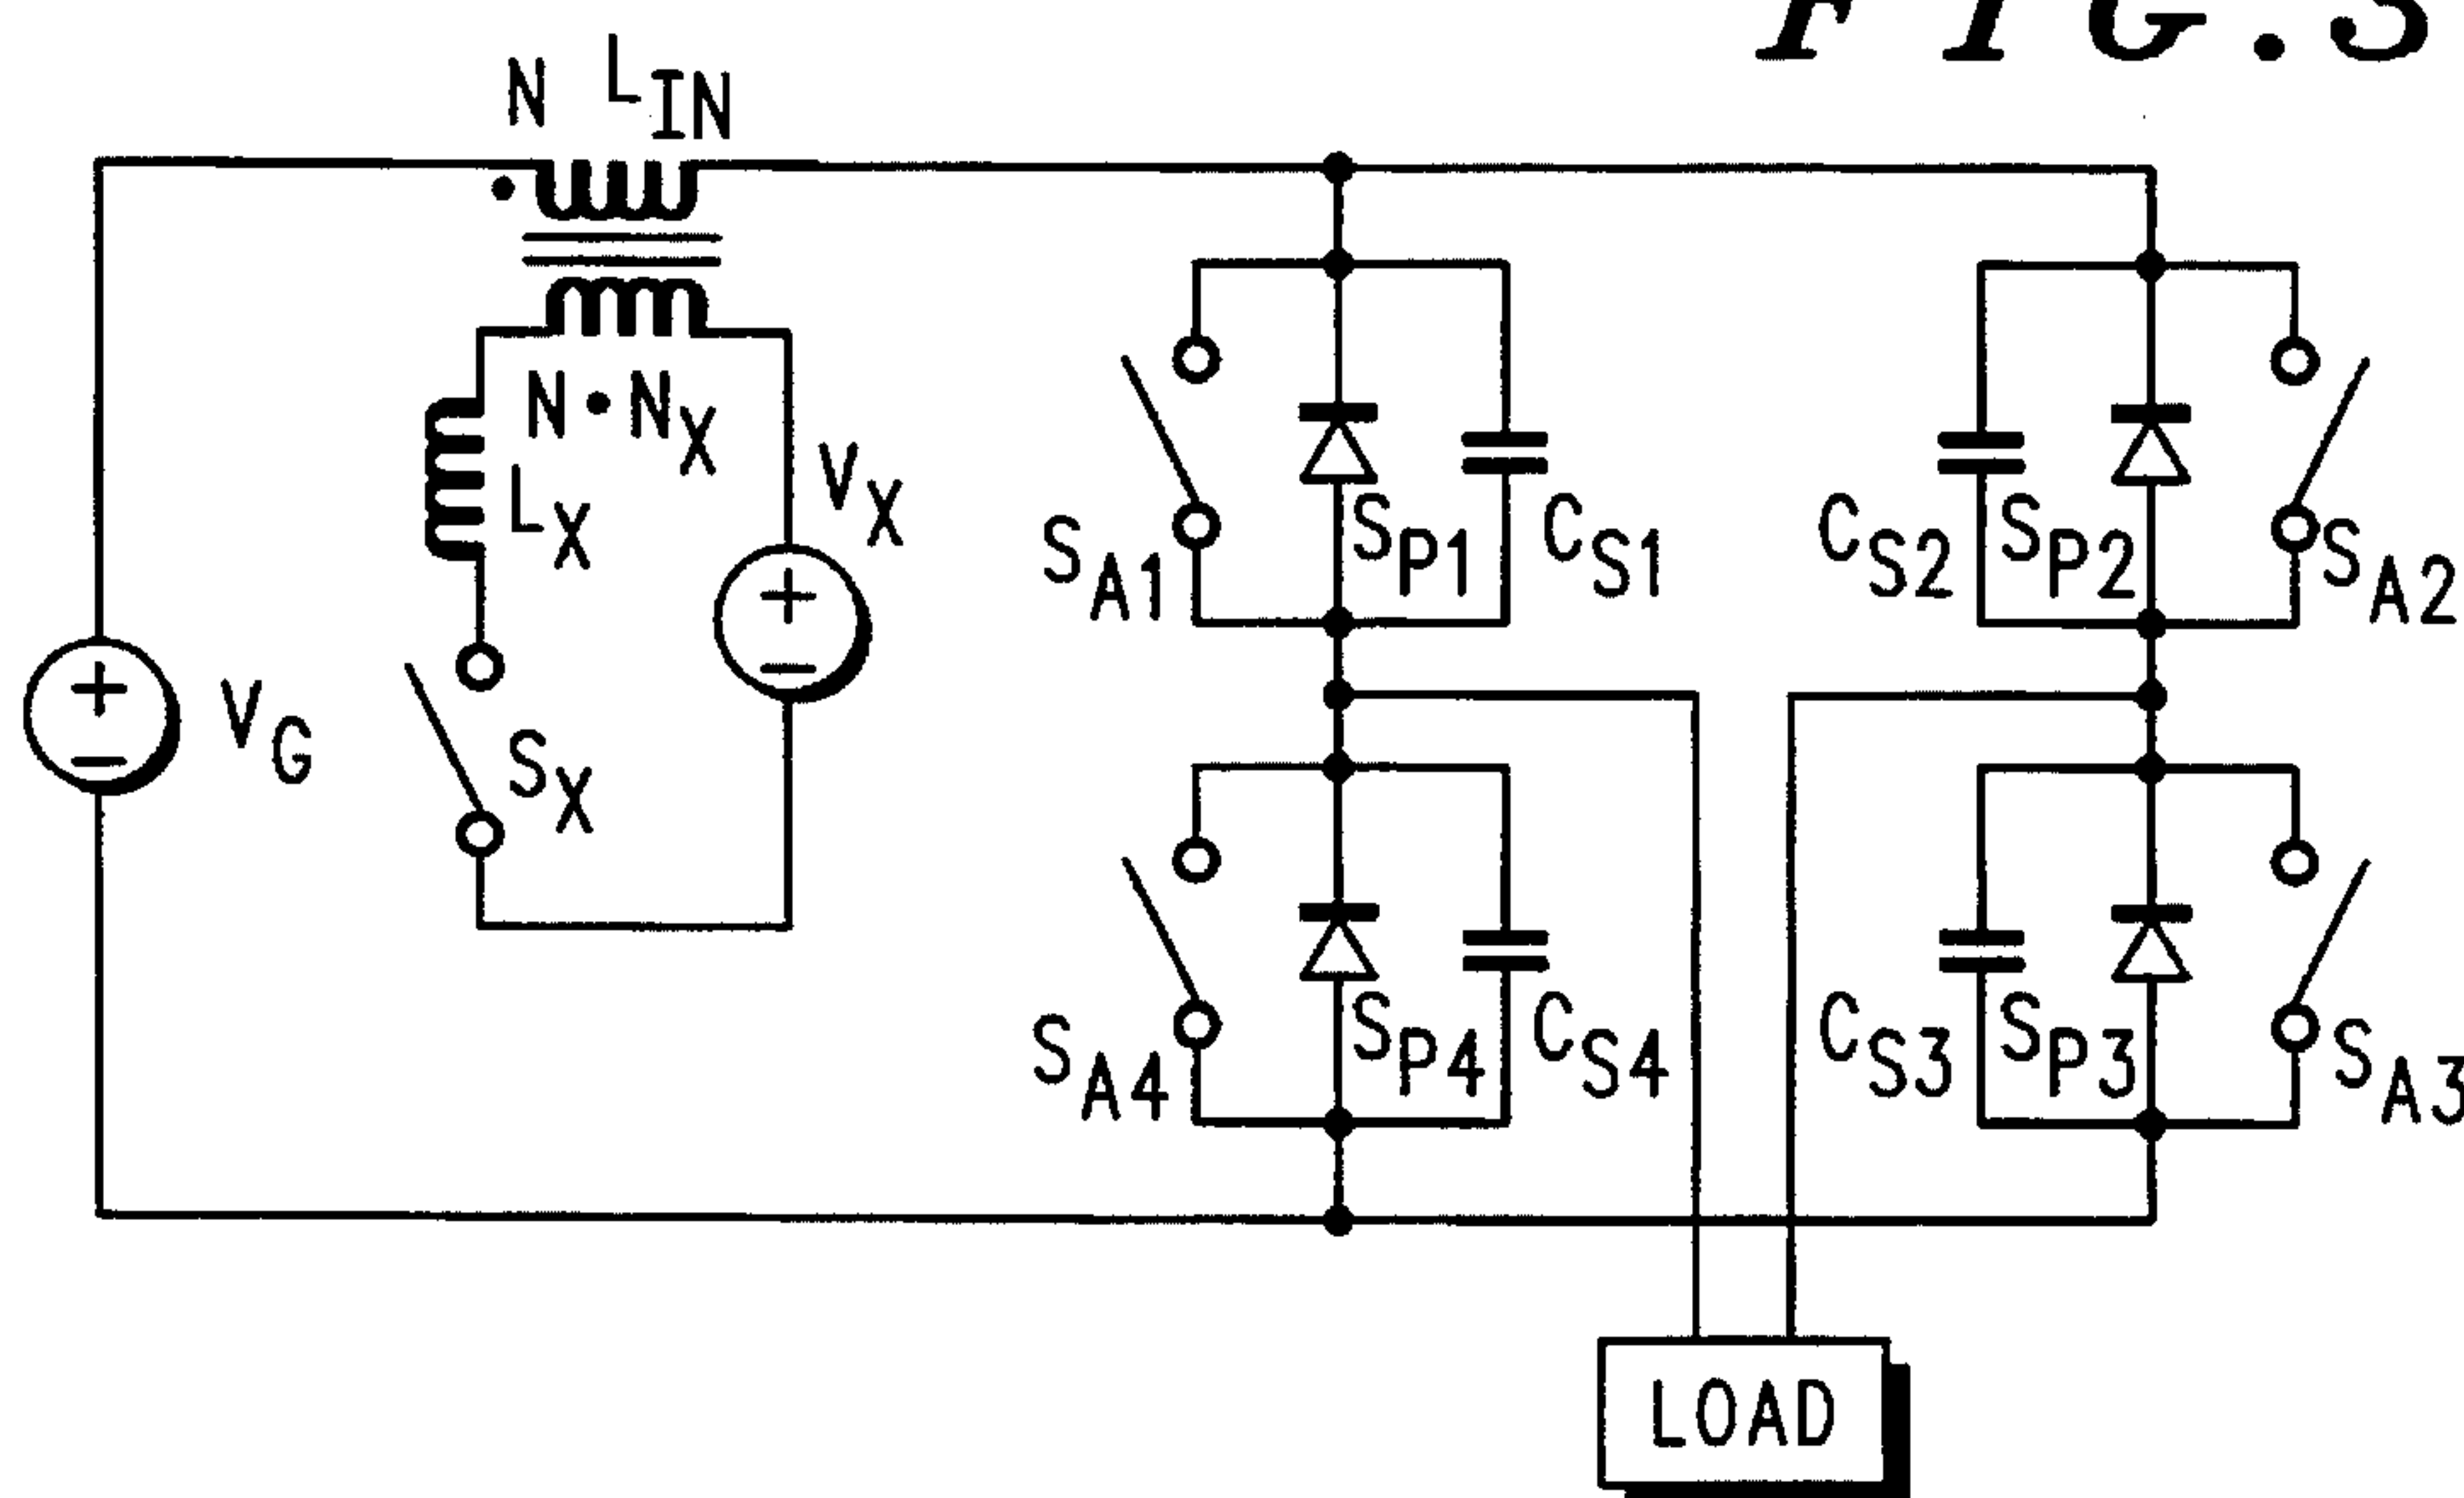 FIG.3
N L_IN
N•N_X
L_X
V_X
S_X
V_G
S_A1 S_P1 C_S1
C_S2 S_P2 S_A2
S_A4 S_P4 C_S4
C_S3 S_P3 S_A3
LOAD